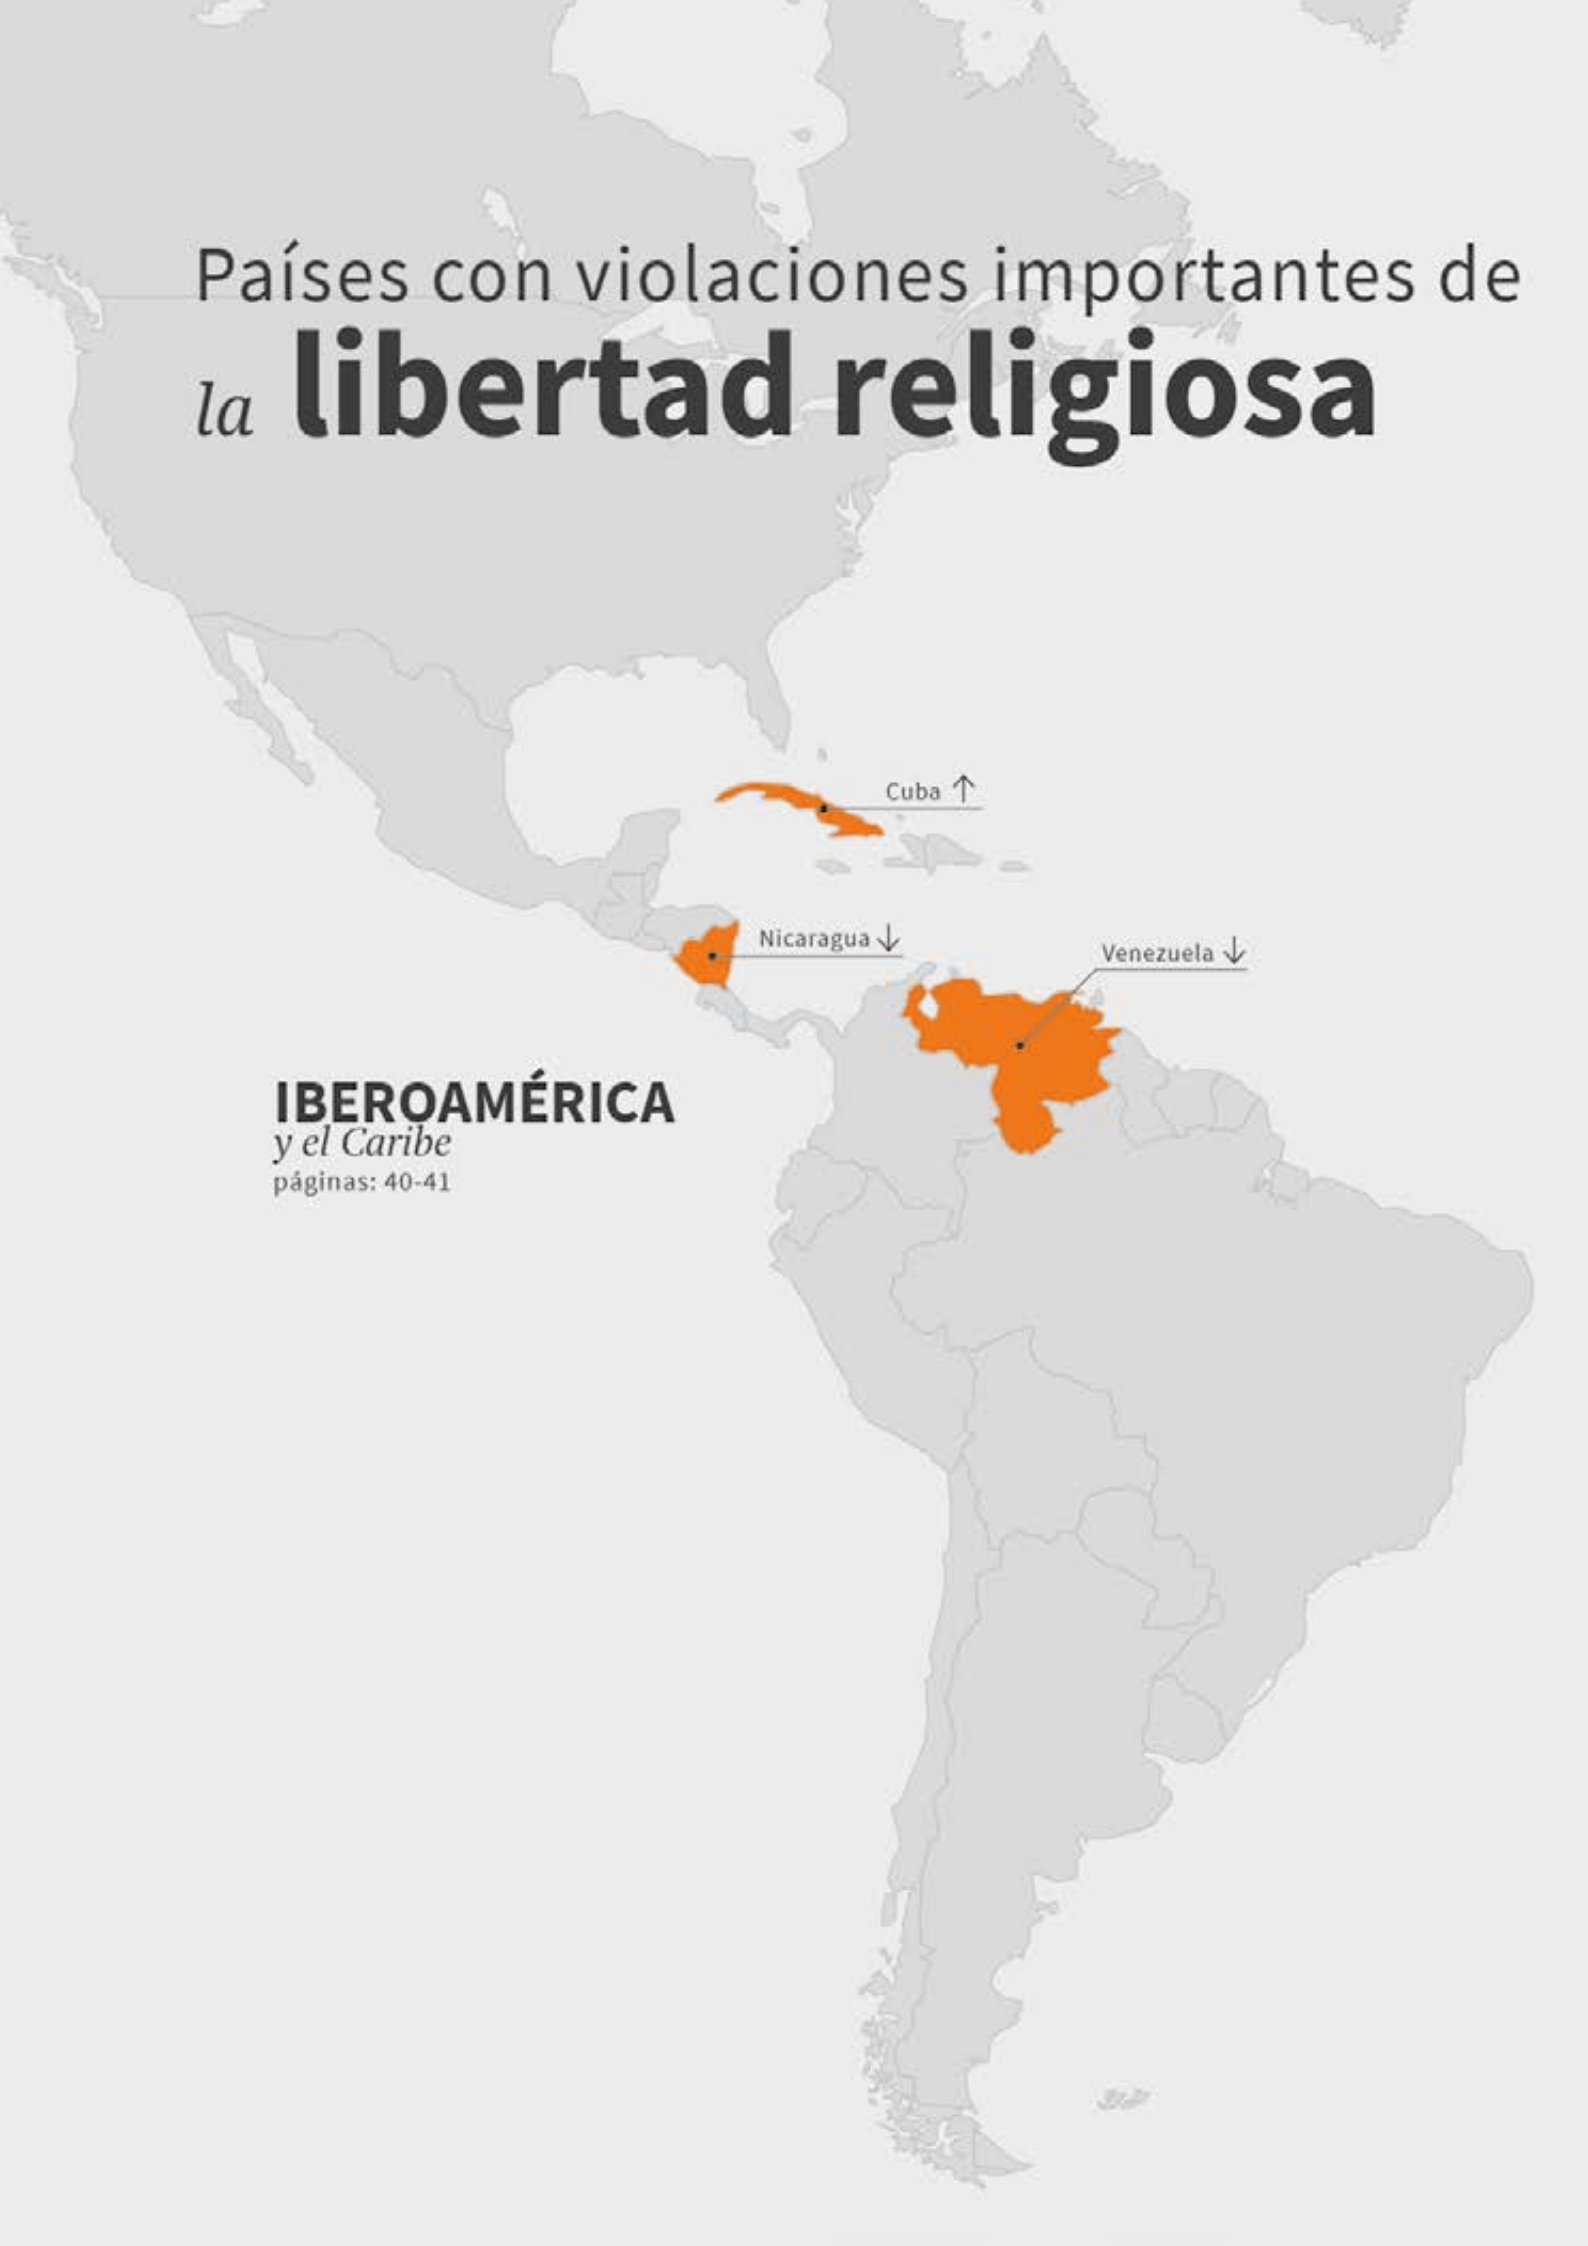 Países con violaciones importantes de
la libertad religiosa
Cuba ↑
Nicaragua ↓
Venezuela ↓
IBEROAMÉRICA
y el Caribe
páginas: 40-41